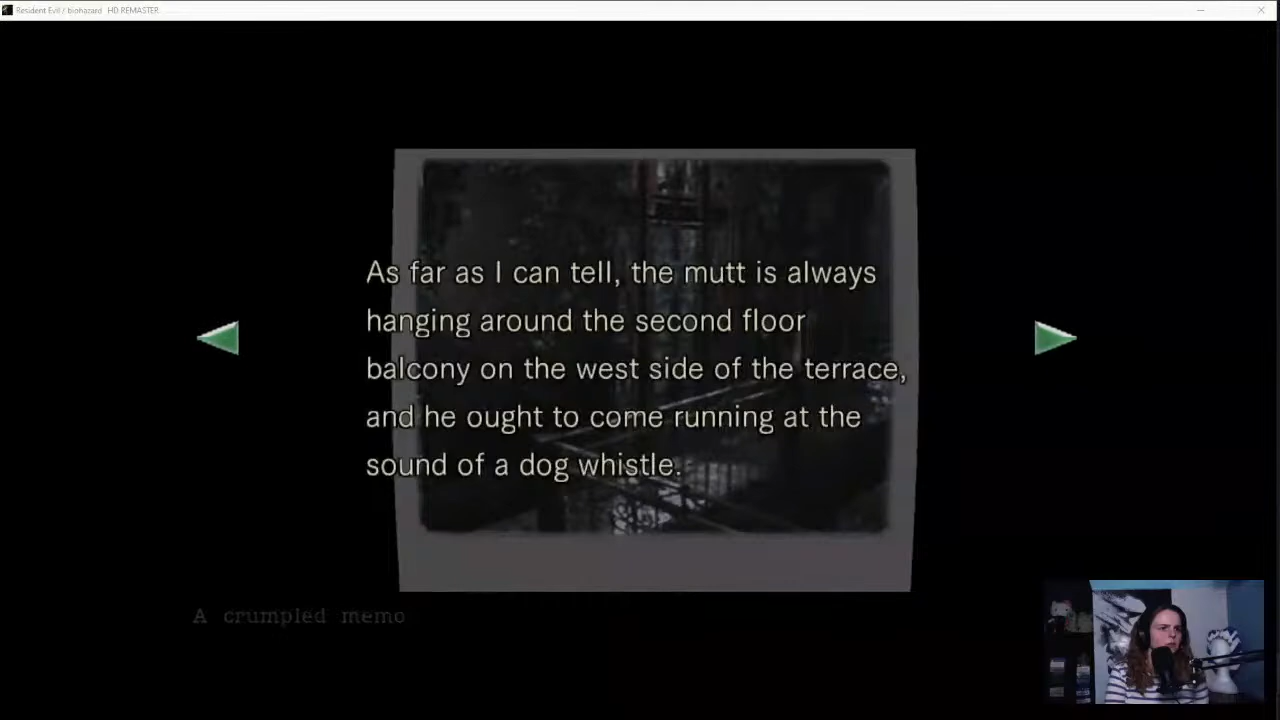 Resident Evil / biohazard HD REMASTER
As far as I can tell, the mutt is always
hanging around the second floor
balcony on the west side of the terrace,
and he ought to come running at the
sound of a dog whistle.
A crumpled memo